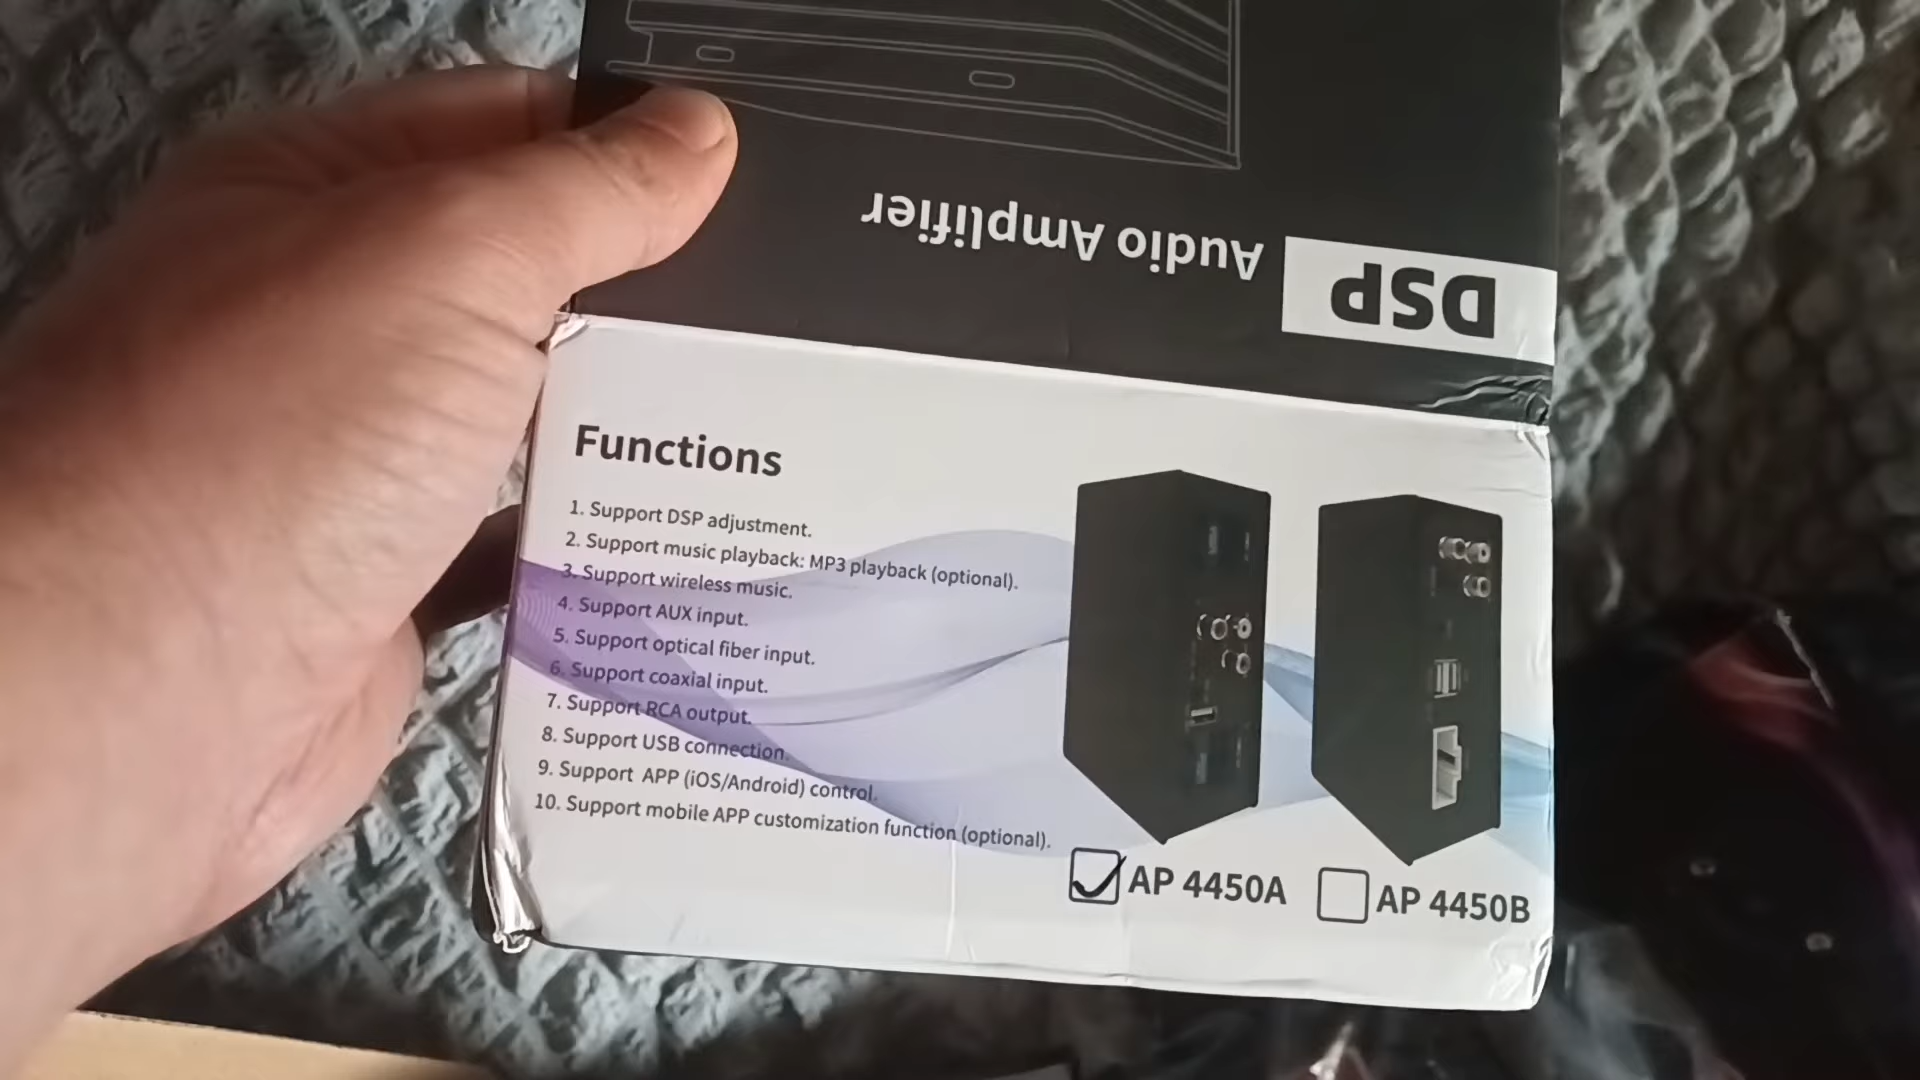 DSP Audio Amplifier
Functions
1. Support DSP adjustment.
2. Support music playback: MP3 playback (optional).
3. Support wireless music.
4. Support AUX input.
5. Support optical fiber input.
6. Support coaxial input.
7. Support RCA output.
8. Support USB connection.
9. Support APP (iOS/Android) control.
10. Support mobile APP customization function (optional).
AP 4450A
AP 4450B